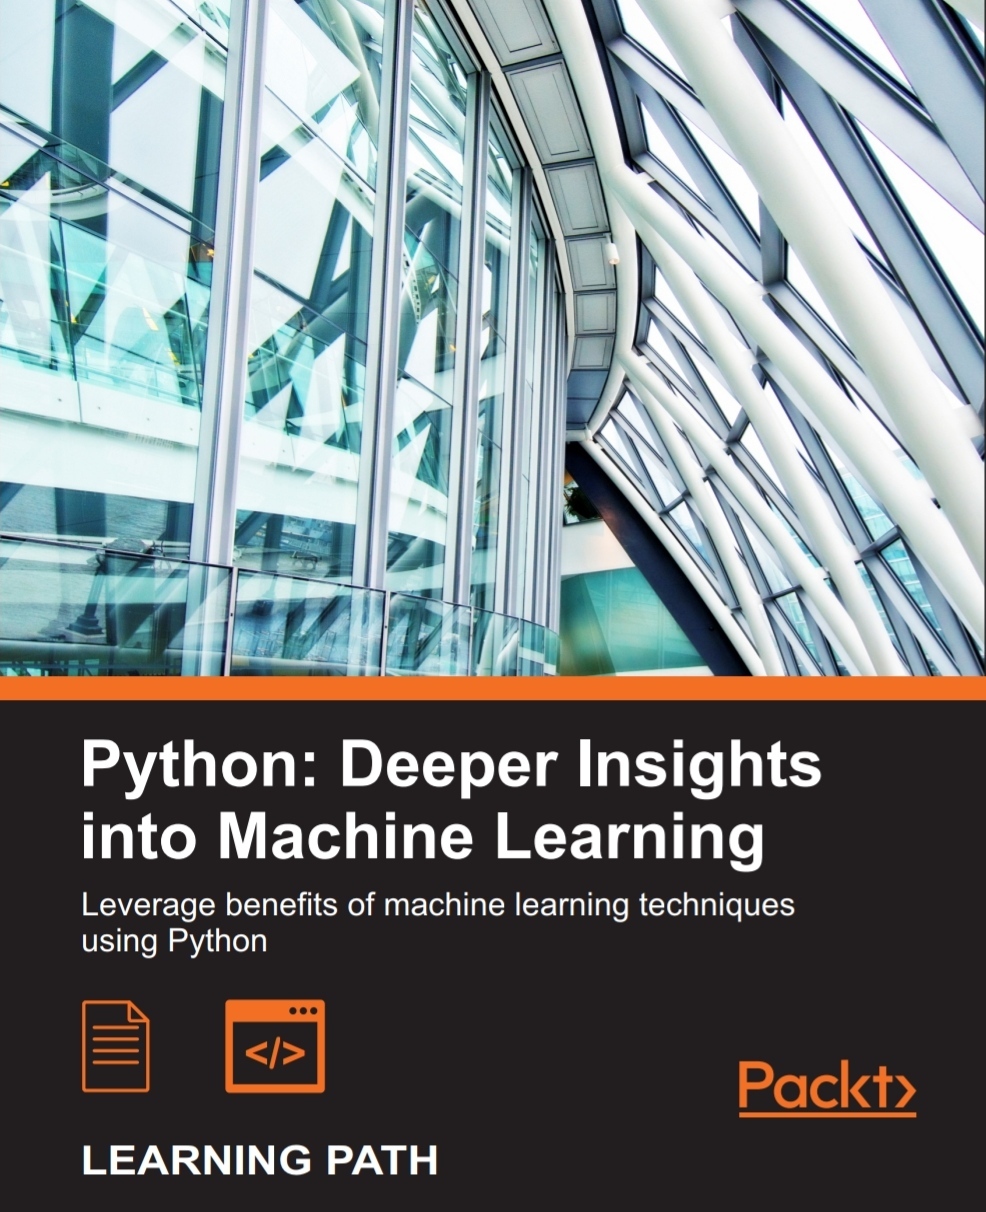 Python: Deeper Insights
into Machine Learning
Leverage benefits of machine learning techniques
using Python
</>
Packt>
LEARNING PATH